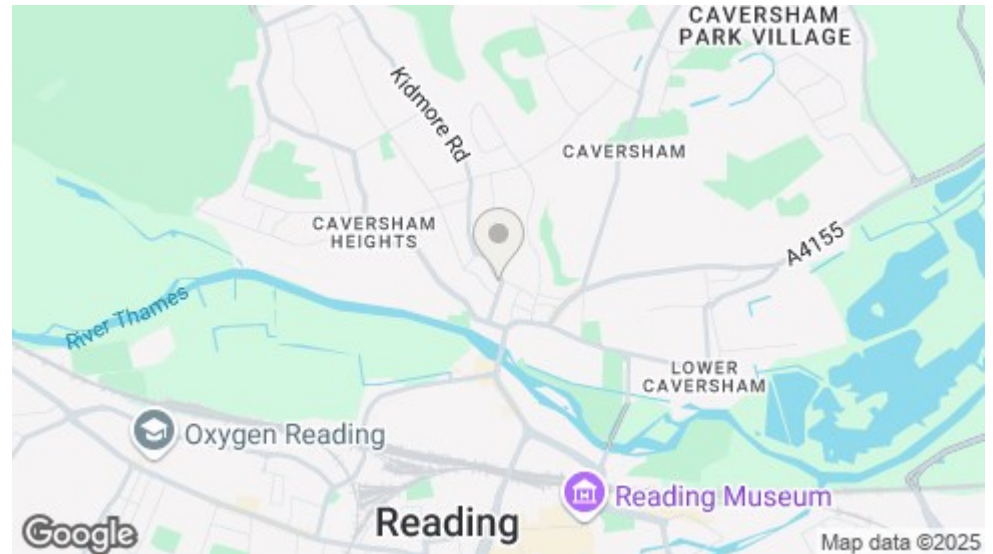 CAVERSHAM
PARK VILLAGE
Kidmore Rd
CAVERSHAM
CAVERSHAM
HEIGHTS
A4155
River Thames
LOWER
CAVERSHAM
Oxygen Reading
Reading Museum
Reading
Google
Map data ©2025